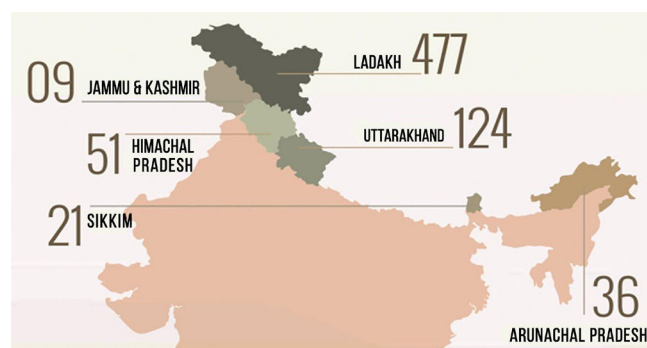 LADAKH 477
09 JAMMU & KASHMIR
UTTARAKHAND 124
51 HIMACHAL
PRADESH
21 SIKKIM
36
ARUNACHAL PRADESH